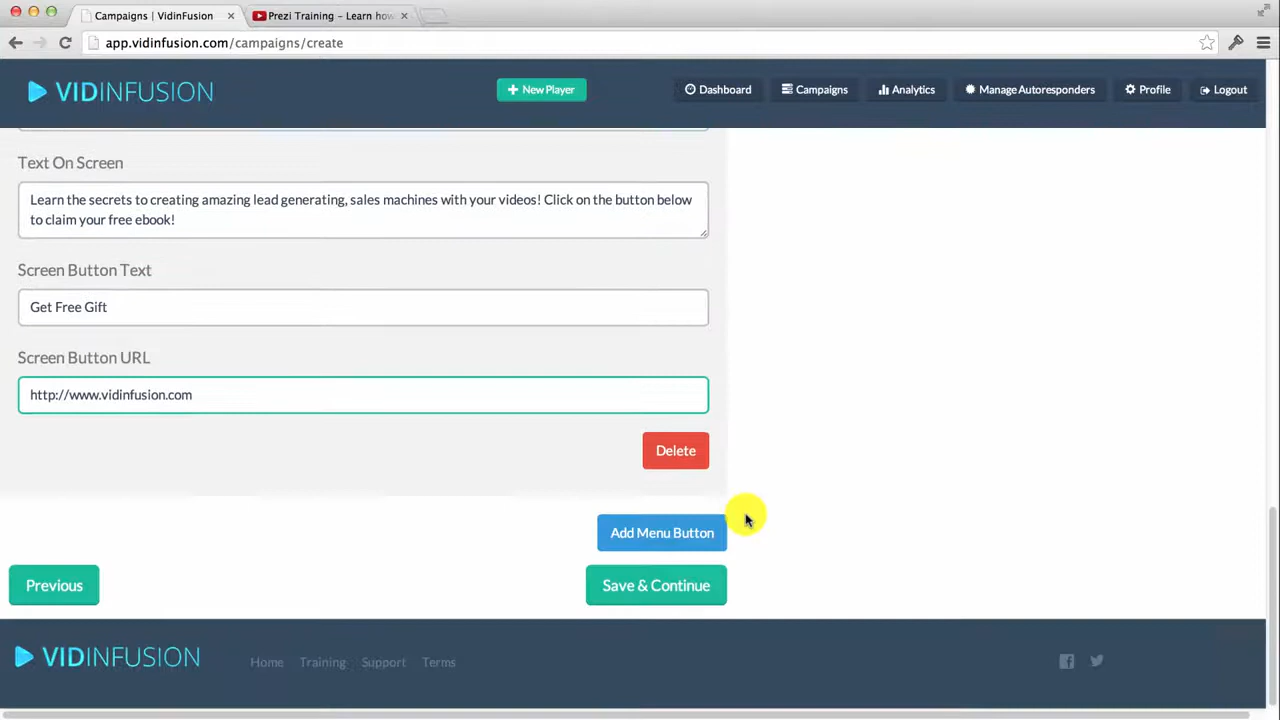 Campaigns | VidinFusion
Prezi Training - Learn how
app.vidinfusion.com/campaigns/create
VIDINFUSION
New Player
Dashboard
Campaigns
Analytics
Manage Autoresponders
Profile
Logout
Text On Screen
Learn the secrets to creating amazing lead generating, sales machines with your videos! Click on the button below
to claim your free ebook!
Screen Button Text
Get Free Gift
Screen Button URL
http://www.vidinfusion.com
Delete
Add Menu Button
Previous
Save & Continue
VIDINFUSION
Home
Training
Support
Terms